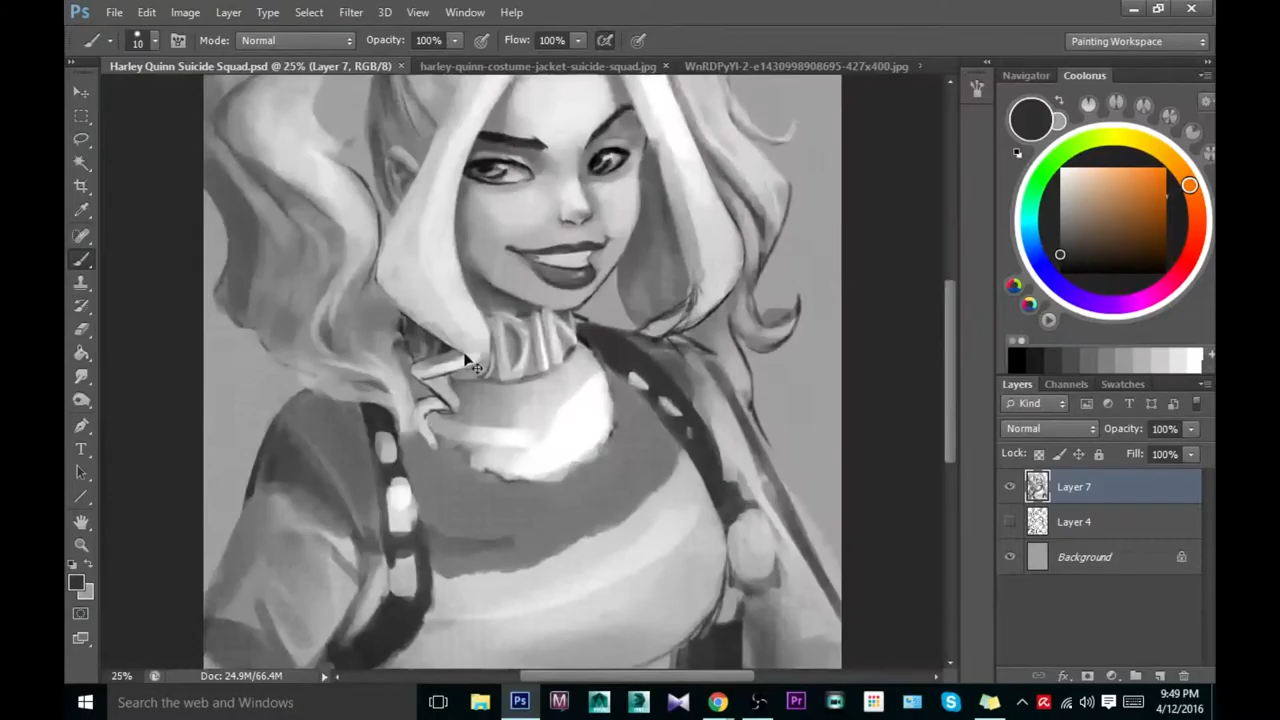 Ps File Edit Image Layer Type Select Filter 3D View Window Help
10 Mode: Normal Opacity: 100% Flow: 100% Painting Workspace
Harley Quinn Suicide Squad.psd @ 25% (Layer 7, RGB/8) × harley-quinn-costume-jacket-suicide-squad.jpg × WnRDPyYl-2-e1430998908695-427x400.jpg
Navigator Coolorus
Layers Channels Swatches
Kind
Normal Opacity: 100%
Lock: Fill: 100%
Layer 7
Layer 4
Background
25% Doc: 24.9M/66.4M
Search the web and Windows
9:49 PM
4/12/2016